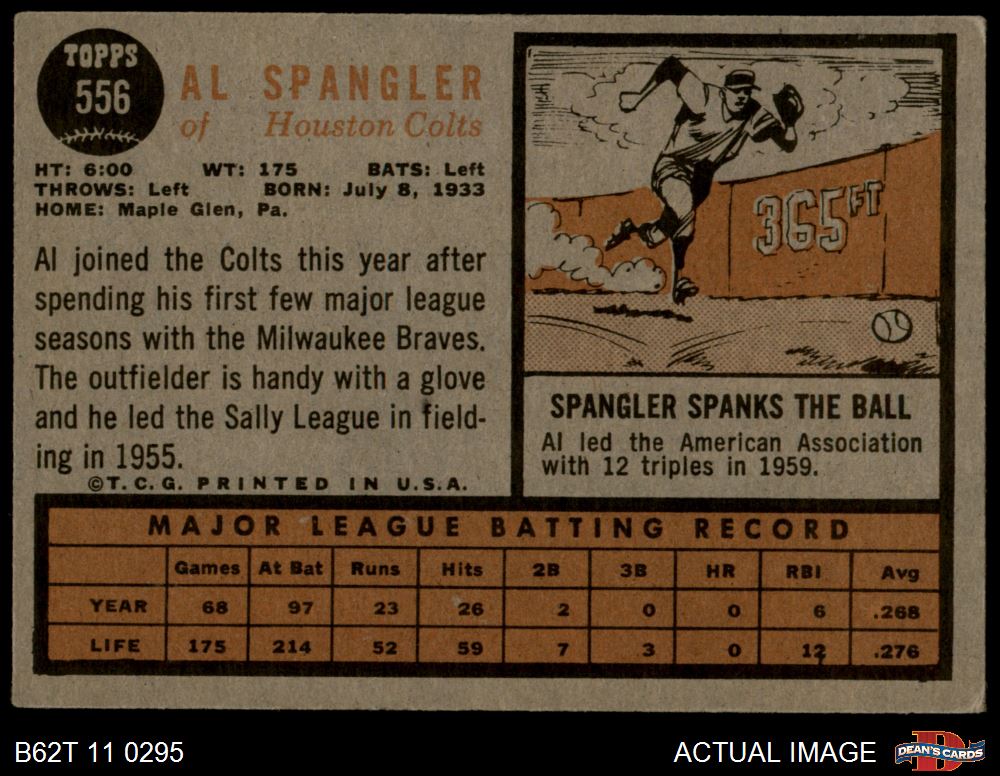 TOPPS
556
AL SPANGLER
of Houston Colts
HT: 6:00 WT: 175 BATS: Left
THROWS: Left BORN: July 8, 1933
HOME: Maple Glen, Pa.
Al joined the Colts this year after
spending his first few major league
seasons with the Milwaukee Braves.
The outfielder is handy with a glove
and he led the Sally League in field-
ing in 1955.
©T.C.G. PRINTED IN U.S.A.
365 FT
SPANGLER SPANKS THE BALL
Al led the American Association
with 12 triples in 1959.
MAJOR LEAGUE BATTING RECORD
Games At Bat Runs Hits 2B 3B HR RBI Avg
YEAR 68 97 23 26 2 0 0 6 .268
LIFE 175 214 52 59 7 3 0 12 .276
B62T 11 0295
ACTUAL IMAGE
D
DEAN'S CARDS